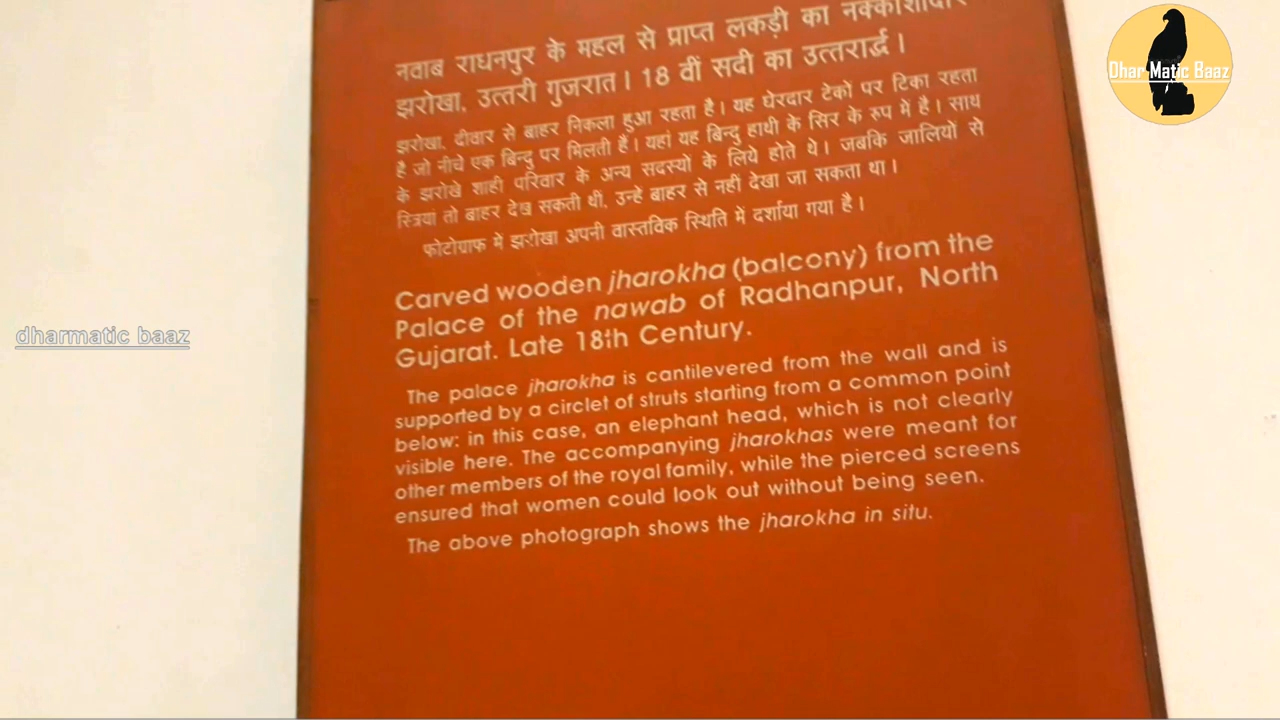 नवाब राधनपुर के महल से प्राप्त लकड़ी का नक्काशीदार
झरोखा, उत्तरी गुजरात। 18 वीं सदी का उत्तरार्द्ध।
झरोखा, दीवार से बाहर निकला हुआ रहता है। यह घेरदार टेकों पर टिका रहता
है जो नीचे एक बिन्दु पर मिलती हैं। यहां यह बिन्दु हाथी के सिर के रुप में है। साथ
के झरोखे शाही परिवार के अन्य सदस्यों के लिये होते थे। जबकि जालियों से
स्त्रियां तो बाहर देख सकती थीं, उन्हें बाहर से नहीं देखा जा सकता था।
फोटोग्राफ में झरोखा अपनी वास्तविक स्थिति में दर्शाया गया है।
Carved wooden jharokha (balcony) from the
Palace of the nawab of Radhanpur, North
Gujarat. Late 18th Century.
The palace jharokha is cantilevered from the wall and is
supported by a circlet of struts starting from a common point
below: in this case, an elephant head, which is not clearly
visible here. The accompanying jharokhas were meant for
other members of the royal family, while the pierced screens
ensured that women could look out without being seen.
The above photograph shows the jharokha in situ.
Dhar Matic Baaz
dharmatic baaz